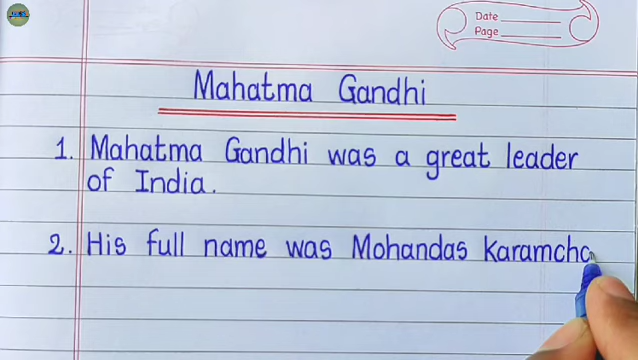 Date
Page
Mahatma Gandhi
1. Mahatma Gandhi was a great leader
of India.
2. His full name was Mohandas Karamcha